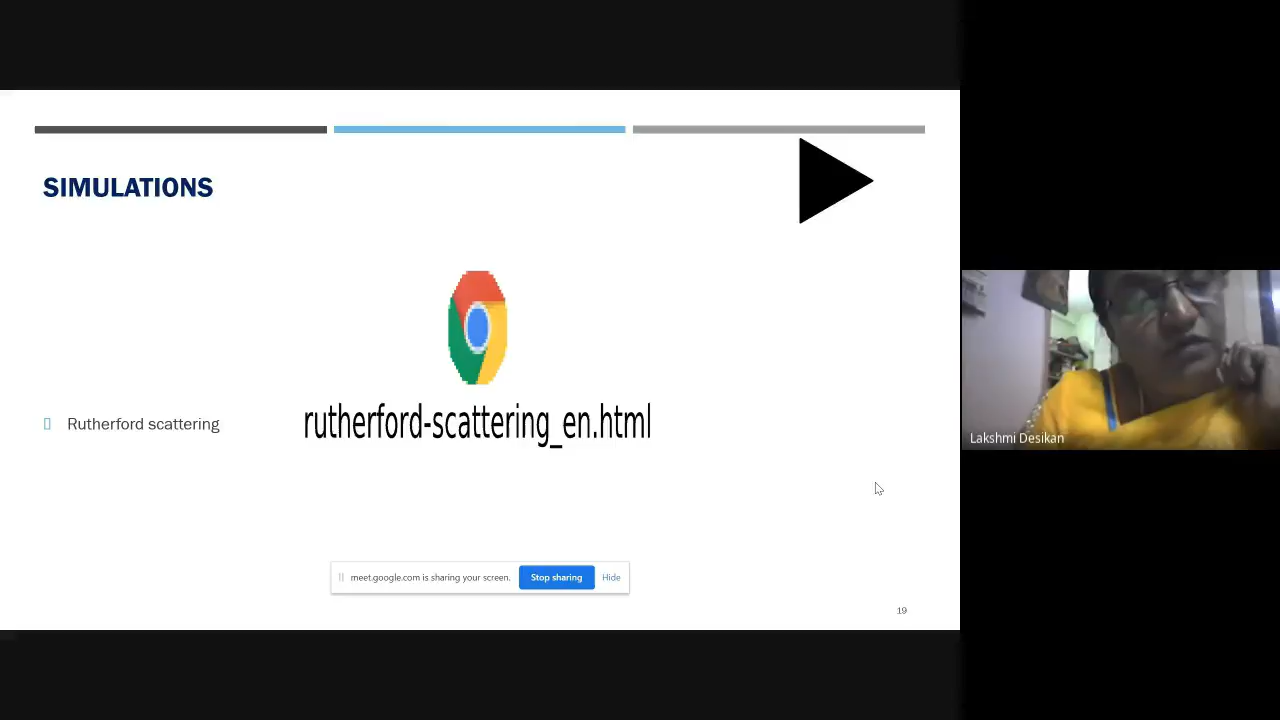 SIMULATIONS
Rutherford scattering
rutherford-scattering_en.html
meet.google.com is sharing your screen.
Stop sharing
Hide
19
Lakshmi Desikan